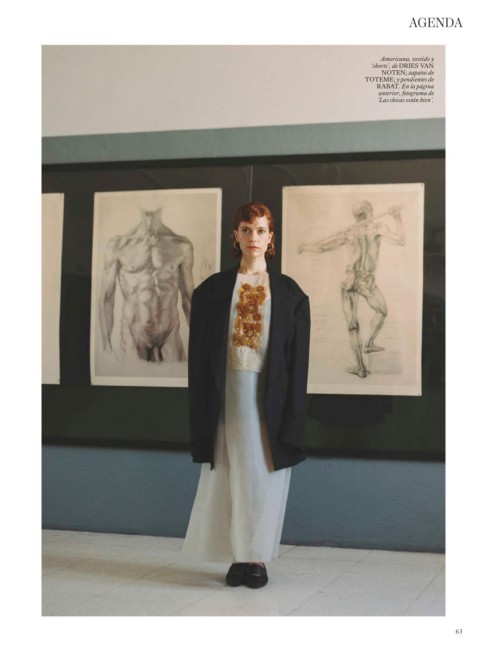 AGENDA
Americana, vestido y
'shorts', de DRIES VAN
NOTEN; zapatos de
TOTEME; y pendientes de
RABAT. En la página
anterior, fotograma de
'Las chicas están bien'.
63